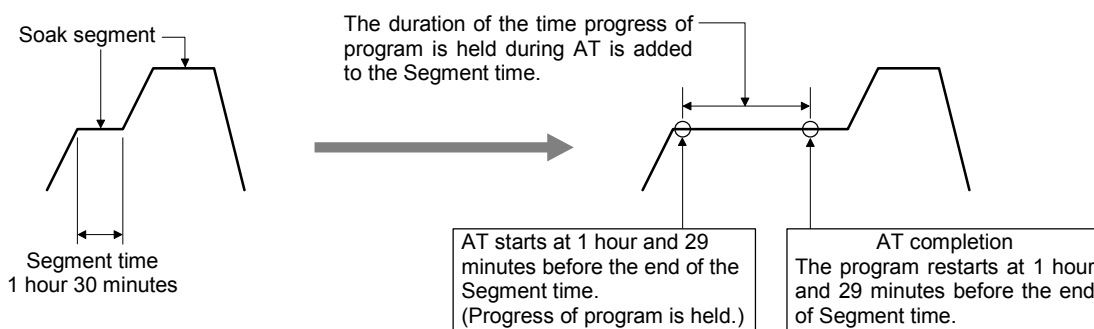 Soak segment
Segment time
1 hour 30 minutes
The duration of the time progress of
program is held during AT is added
to the Segment time.
AT starts at 1 hour and 29
minutes before the end of the
Segment time.
(Progress of program is held.)
AT completion
The program restarts at 1 hour
and 29 minutes before the end
of Segment time.